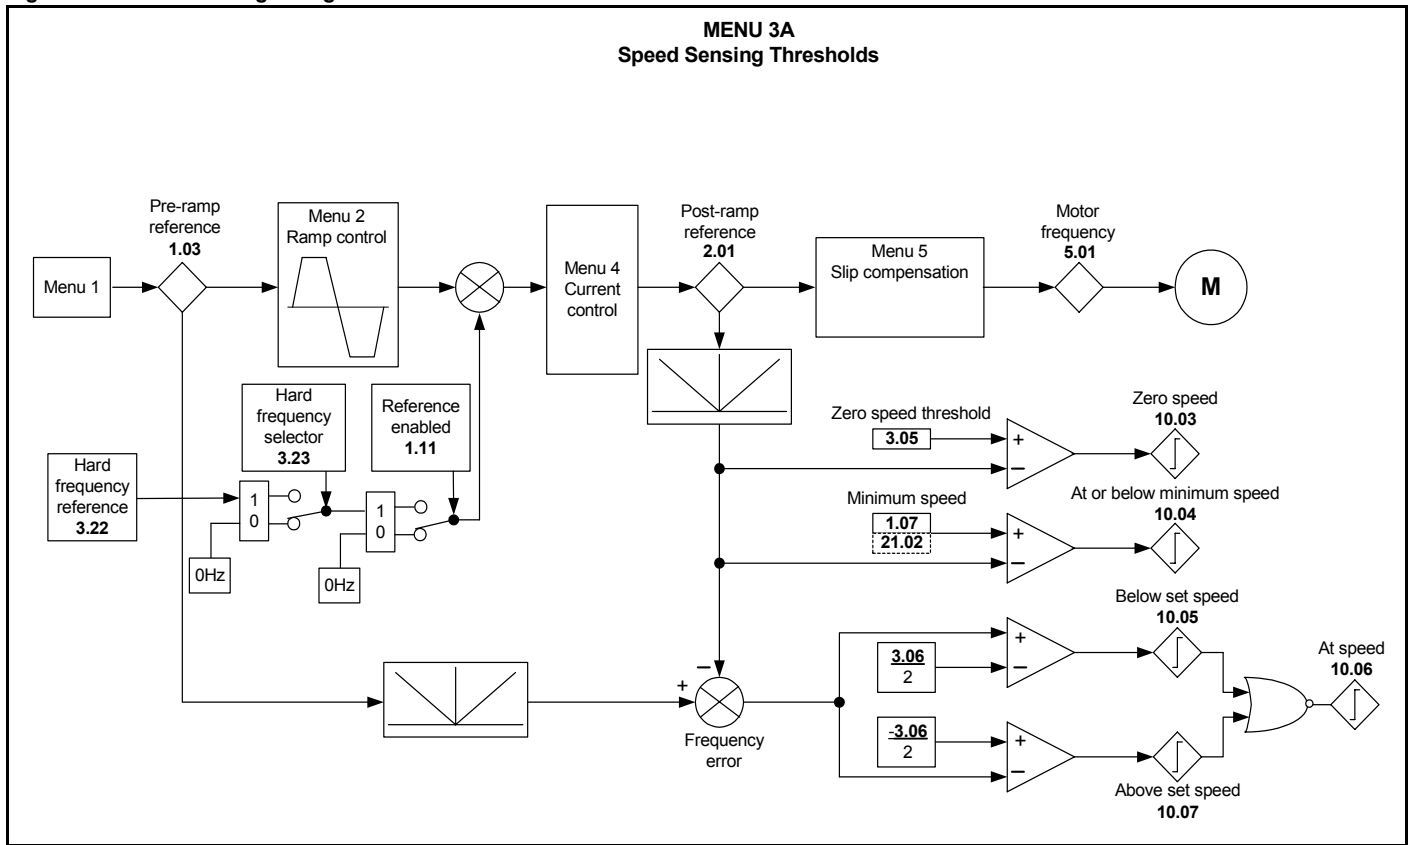 MENU 3A
Speed Sensing Thresholds
Pre-ramp
reference
1.03
Menu 2
Ramp control
Post-ramp
reference
2.01
Motor
frequency
5.01
Menu 1
Menu 4
Current
control
Menu 5
Slip compensation
M
Hard
frequency
selector
3.23
Reference
enabled
1.11
Hard
frequency
reference
3.22
1
0
0Hz
1
0
0Hz
Zero speed threshold
3.05
+
−
Zero speed
10.03
Minimum speed
1.07
21.02
+
−
At or below minimum speed
10.04
+
−
Frequency
error
3.06
2
+
−
Below set speed
10.05
-3.06
2
+
−
Above set speed
10.07
At speed
10.06